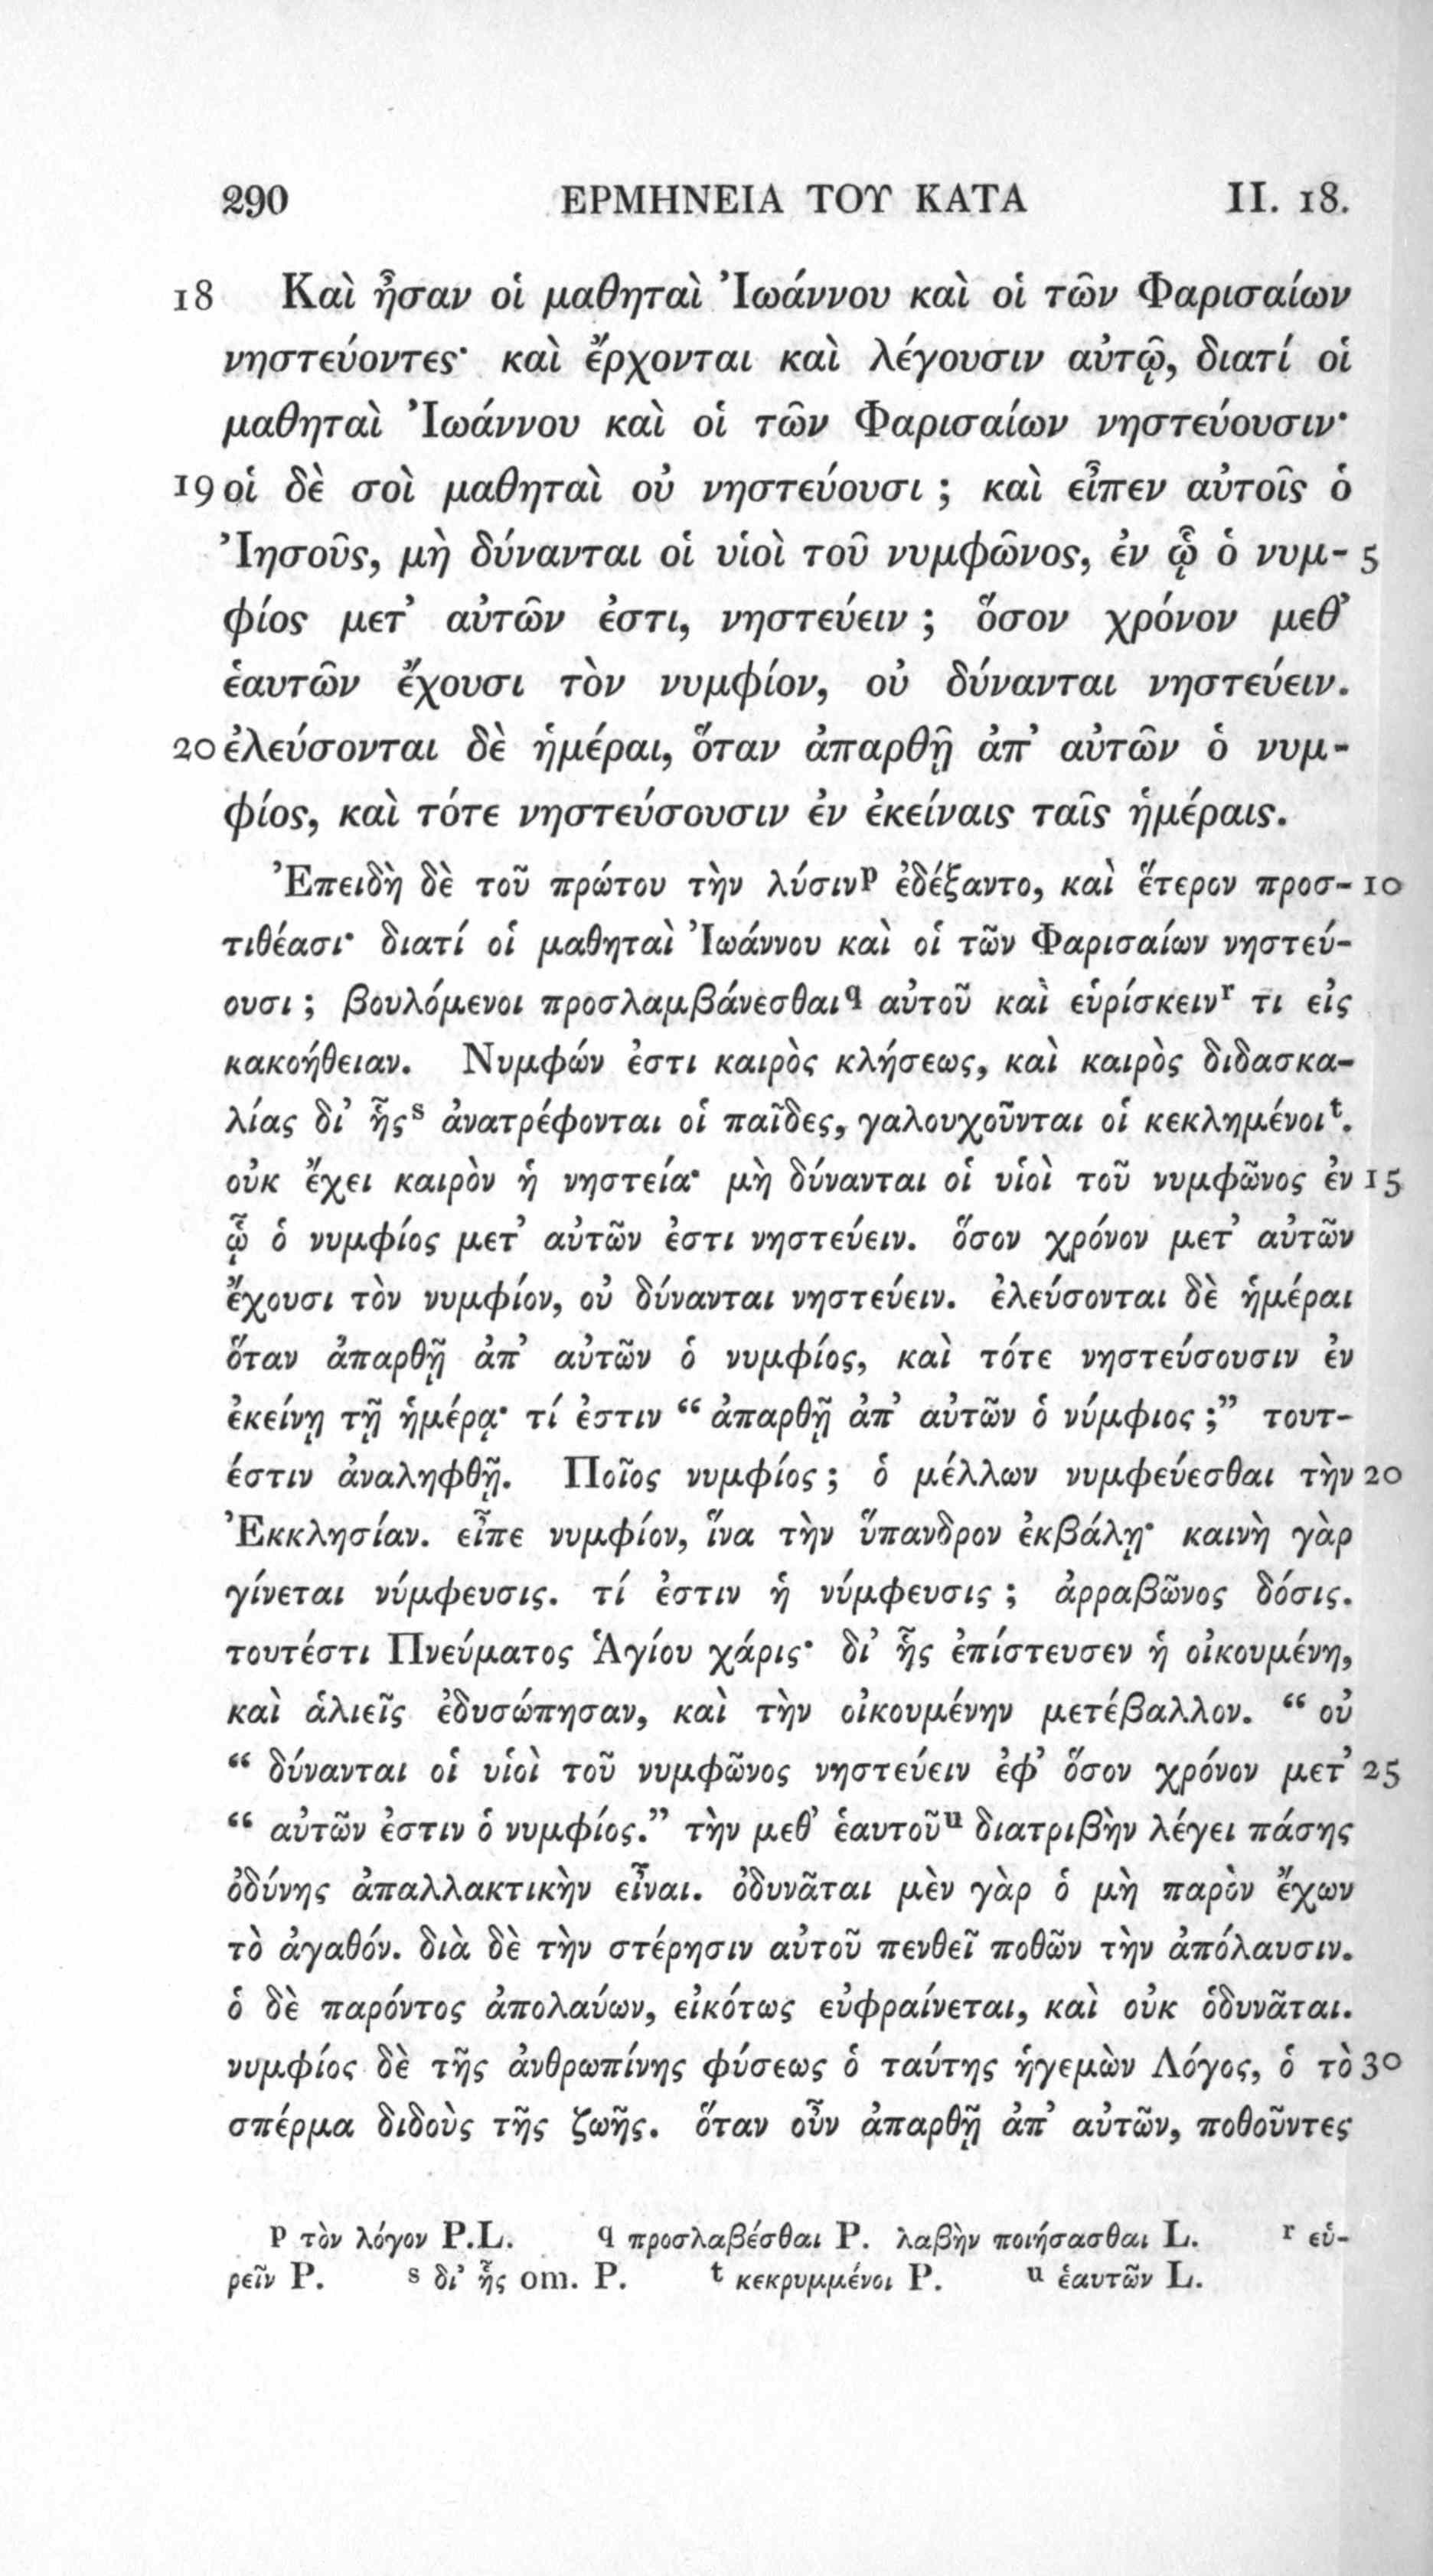 290 ΕΡΜΗΝΕΙΑ ΤΟΥ ΚΑΤΑ II. 18.
18 Καὶ ἦσαν οἱ μαθηταὶ Ἰωάννου καὶ οἱ τῶν Φαρισαίων
νηστεύοντες· καὶ ἔρχονται καὶ λέγουσιν αὐτῷ, διατί οἱ
μαθηταὶ Ἰωάννου καὶ οἱ τῶν Φαρισαίων νηστεύουσιν·
19 οἱ δὲ σοὶ μαθηταὶ οὐ νηστεύουσι ; καὶ εἶπεν αὐτοῖς ὁ
Ἰησοῦς, μὴ δύνανται οἱ υἱοὶ τοῦ νυμφῶνος, ἐν ᾧ ὁ νυμ- 5
φίος μετ᾽ αὐτῶν ἐστι, νηστεύειν ; ὅσον χρόνον μεθ᾽
ἑαυτῶν ἔχουσι τὸν νυμφίον, οὐ δύνανται νηστεύειν.
20 ἐλεύσονται δὲ ἡμέραι, ὅταν ἀπαρθῇ ἀπ᾽ αὐτῶν ὁ νυμ-
φίος, καὶ τότε νηστεύσουσιν ἐν ἐκείναις ταῖς ἡμέραις.
Ἐπειδὴ δὲ τοῦ πρώτου τὴν λύσιν^p ἐδέξαντο, καὶ ἕτερον προσ- 10
τιθέασι· διατί οἱ μαθηταὶ Ἰωάννου καὶ οἱ τῶν Φαρισαίων νηστεύ-
ουσι ; βουλόμενοι προσλαμβάνεσθαι^q αὐτοῦ καὶ εὑρίσκειν^r τι εἰς
κακοήθειαν. Νυμφών ἐστι καιρὸς κλήσεως, καὶ καιρὸς διδασκα-
λίας δι᾽ ἧς^s ἀνατρέφονται οἱ παῖδες, γαλουχοῦνται οἱ κεκλημένοι^t.
οὐκ ἔχει καιρὸν ἡ νηστεία· μὴ δύνανται οἱ υἱοὶ τοῦ νυμφῶνος ἐν 15
ᾧ ὁ νυμφίος μετ᾽ αὐτῶν ἐστι νηστεύειν. ὅσον χρόνον μετ᾽ αὐτῶν
ἔχουσι τὸν νυμφίον, οὐ δύνανται νηστεύειν. ἐλεύσονται δὲ ἡμέραι
ὅταν ἀπαρθῇ ἀπ᾽ αὐτῶν ὁ νυμφίος, καὶ τότε νηστεύσουσιν ἐν
ἐκείνῃ τῇ ἡμέρᾳ· τί ἐστιν “ ἀπαρθῇ ἀπ᾽ αὐτῶν ὁ νύμφιος ;” τουτ-
έστιν ἀναληφθῇ. Ποῖος νυμφίος ; ὁ μέλλων νυμφεύεσθαι τὴν 20
Ἐκκλησίαν. εἶπε νυμφίον, ἵνα τὴν ὕπανδρον ἐκβάλῃ· καινὴ γὰρ
γίνεται νύμφευσις. τί ἐστιν ἡ νύμφευσις ; ἀρραβῶνος δόσις.
τουτέστι Πνεύματος Ἁγίου χάρις· δι᾽ ἧς ἐπίστευσεν ἡ οἰκουμένη,
καὶ ἁλιεῖς ἐδυσώπησαν, καὶ τὴν οἰκουμένην μετέβαλλον. “ οὐ
“ δύνανται οἱ υἱοὶ τοῦ νυμφῶνος νηστεύειν ἐφ᾽ ὅσον χρόνον μετ᾽ 25
“ αὐτῶν ἐστιν ὁ νυμφίος.” τὴν μεθ᾽ ἑαυτοῦ^u διατριβὴν λέγει πάσης
ὀδύνης ἀπαλλακτικὴν εἶναι. ὀδυνᾶται μὲν γὰρ ὁ μὴ παρὸν ἔχων
τὸ ἀγαθόν. διὰ δὲ τὴν στέρησιν αὐτοῦ πενθεῖ ποθῶν τὴν ἀπόλαυσιν.
ὁ δὲ παρόντος ἀπολαύων, εἰκότως εὐφραίνεται, καὶ οὐκ ὁδυνᾶται.
νυμφίος δὲ τῆς ἀνθρωπίνης φύσεως ὁ ταύτης ἡγεμὼν Λόγος, ὁ τὸ 30
σπέρμα διδοὺς τῆς ζωῆς. ὅταν οὖν ἀπαρθῇ ἀπ᾽ αὐτῶν, ποθοῦντες
p τὸν λόγον P.L. q προσλαβέσθαι P. λαβὴν ποιήσασθαι L. r εὑ-
ρεῖν P. s δι᾽ ἧς om. P. t κεκρυμμένοι P. u ἑαυτῶν L.